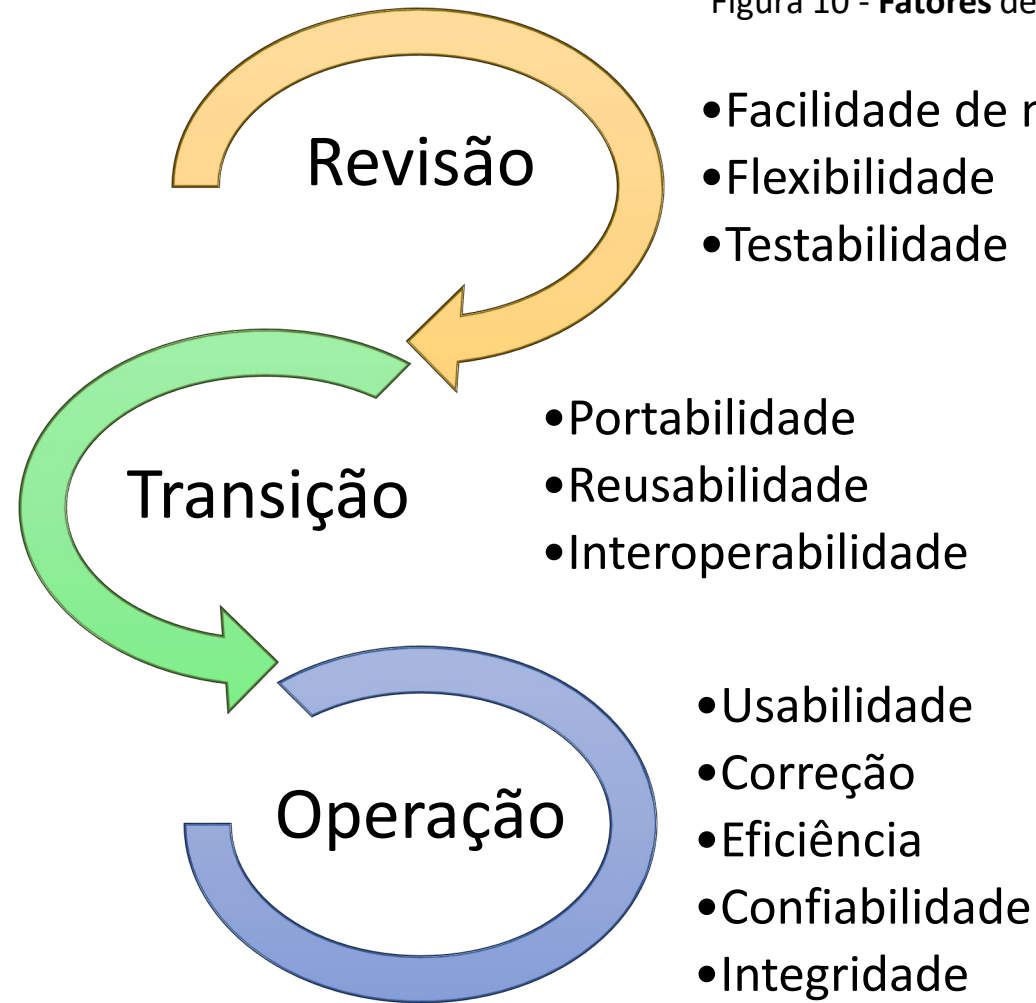 Figura 10 - Fatores de
Revisão
•Facilidade de
•Flexibilidade
•Testabilidade
Transição
•Portabilidade
•Reusabilidade
•Interoperabilidade
Operação
•Usabilidade
•Correção
•Eficiência
•Confiabilidade
•Integridade